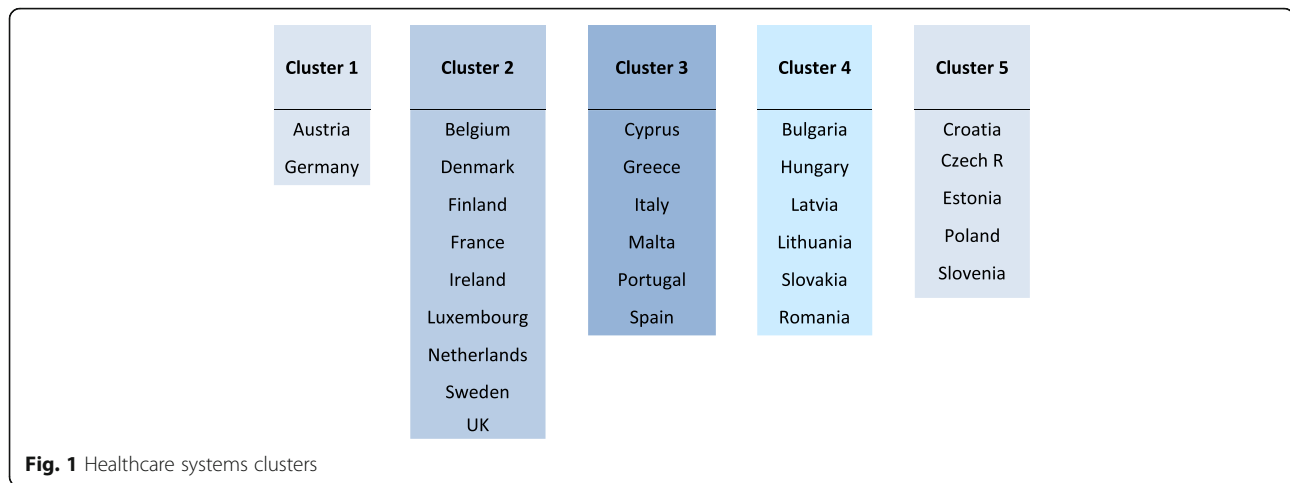 Cluster 1
Austria
Germany
Cluster 2
Belgium
Denmark
Finland
France
Ireland
Luxembourg
Netherlands
Sweden
UK
Cluster 3
Cyprus
Greece
Italy
Malta
Portugal
Spain
Cluster 4
Bulgaria
Hungary
Latvia
Lithuania
Slovakia
Romania
Cluster 5
Croatia
Czech R
Estonia
Poland
Slovenia
Fig. 1 Healthcare systems clusters